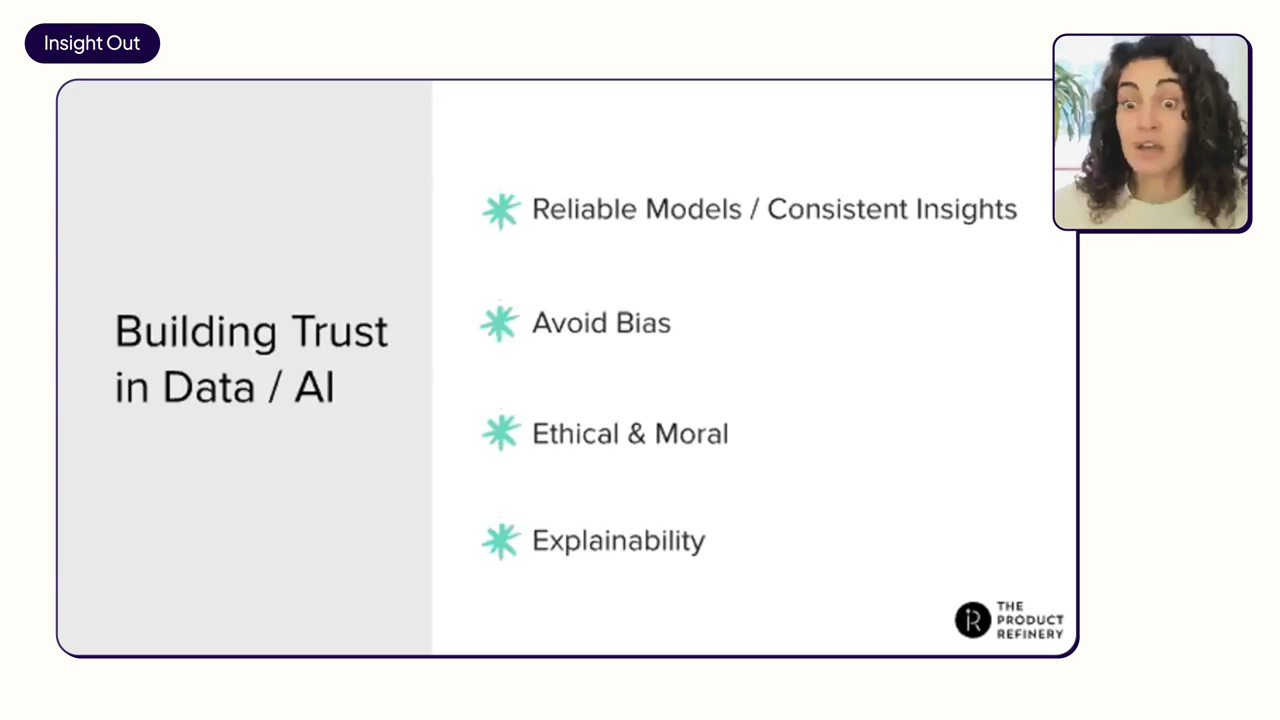 Insight Out
Building Trust
in Data / AI
Reliable Models / Consistent Insights
Avoid Bias
Ethical & Moral
Explainability
THE
PRODUCT
REFINERY